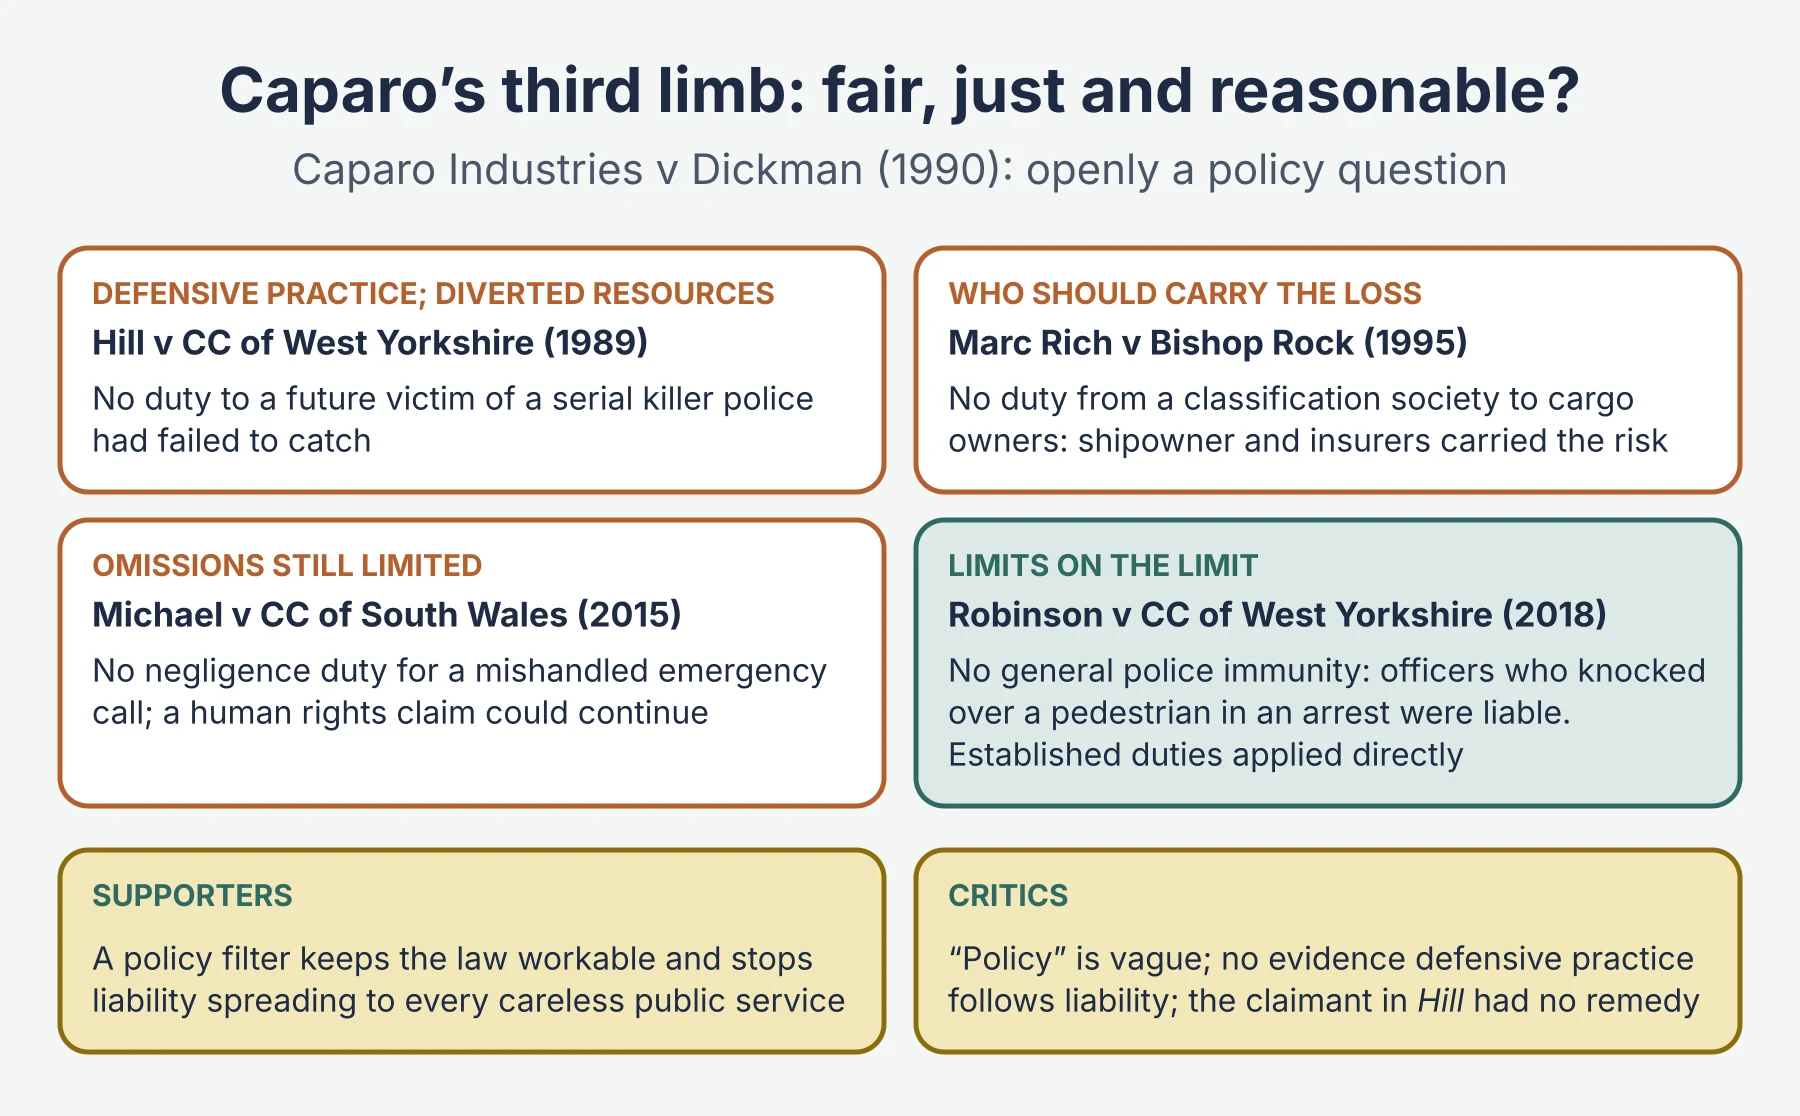 Caparo’s third limb: fair, just and reasonable?
Caparo Industries v Dickman (1990): openly a policy question
DEFENSIVE PRACTICE; DIVERTED RESOURCES
Hill v CC of West Yorkshire (1989)
No duty to a future victim of a serial killer police
had failed to catch
WHO SHOULD CARRY THE LOSS
Marc Rich v Bishop Rock (1995)
No duty from a classification society to cargo
owners: shipowner and insurers carried the risk
OMISSIONS STILL LIMITED
Michael v CC of South Wales (2015)
No negligence duty for a mishandled emergency
call; a human rights claim could continue
LIMITS ON THE LIMIT
Robinson v CC of West Yorkshire (2018)
No general police immunity: officers who knocked
over a pedestrian in an arrest were liable.
Established duties applied directly
SUPPORTERS
A policy filter keeps the law workable and stops
liability spreading to every careless public service
CRITICS
“Policy” is vague; no evidence defensive practice
follows liability; the claimant in Hill had no remedy